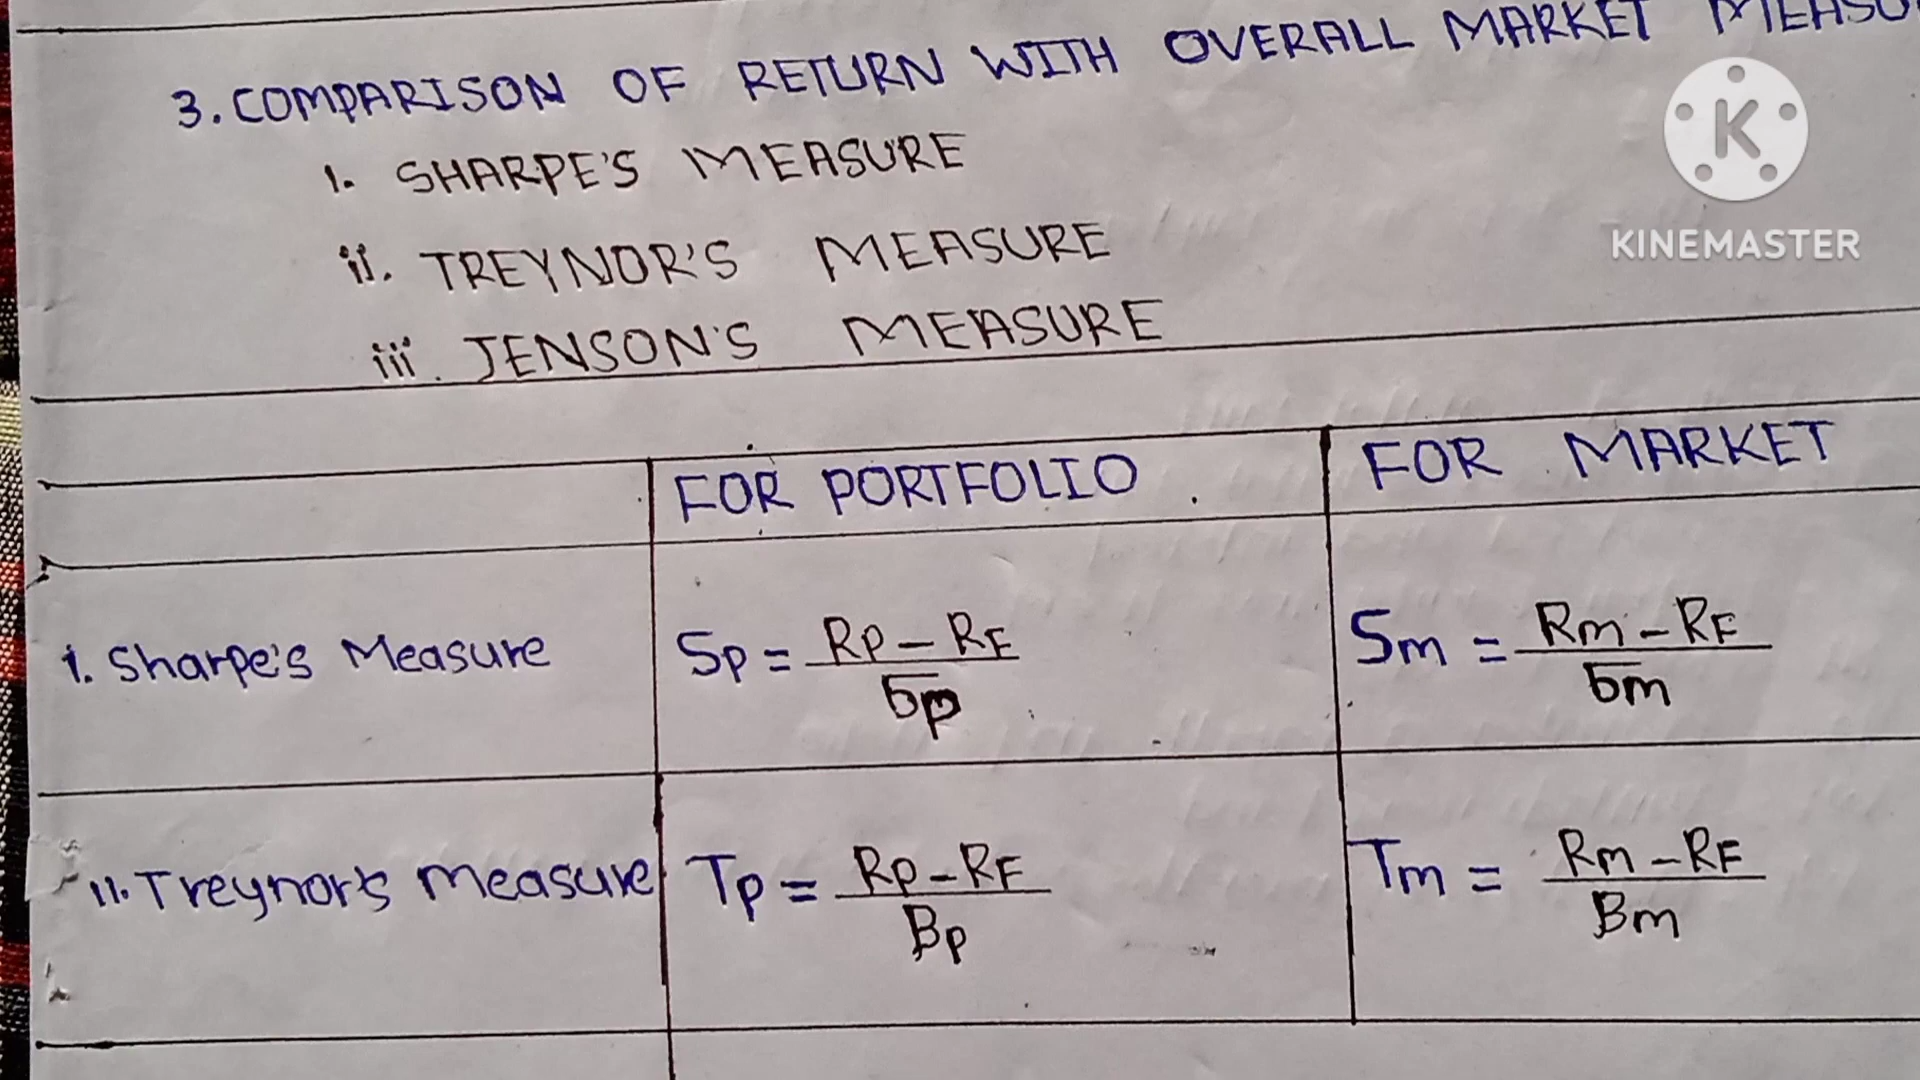 3. COMPARISON OF RETURN WITH OVERALL MARKET
i. SHARPE'S MEASURE
ii. TREYNOR'S MEASURE
iii. JENSON'S MEASURE
K
KINEMASTER
FOR PORTFOLIO FOR MARKET
i. Sharpe's Measure Sp = Rp - RF / σp Sm = Rm - RF / σm
ii. Treynor's Measure Tp = Rp - RF / Bp Tm = Rm - RF / Bm